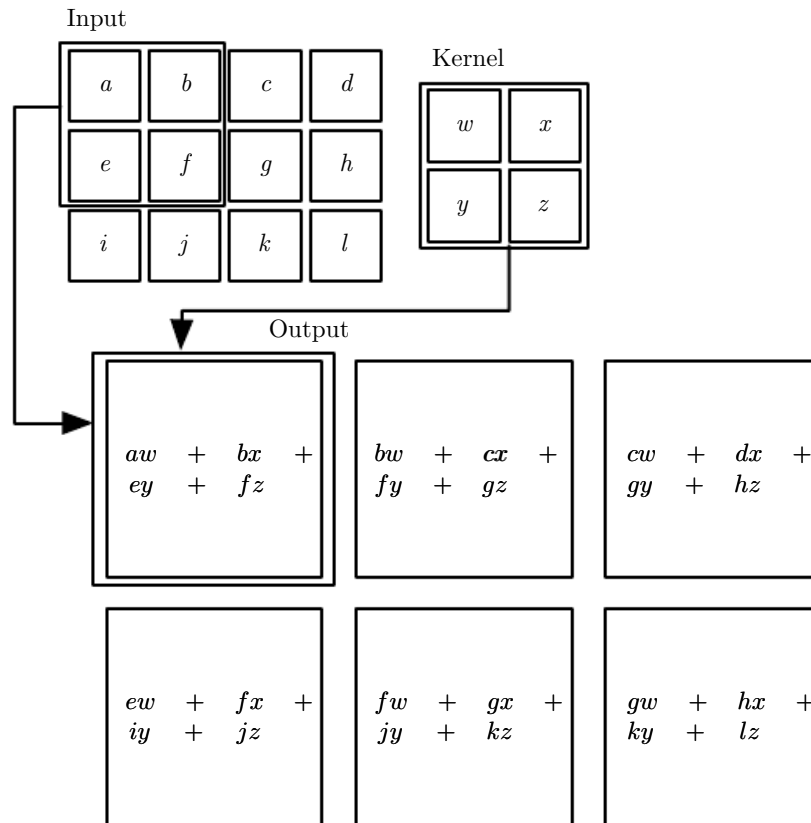 Input
a b c d
e f g h
i j k l
Kernel
w x
y z
Output
aw + bx +
ey + fz
bw + cx +
fy + gz
cw + dx +
gy + hz
ew + fx +
iy + jz
fw + gx +
jy + kz
gw + hx +
ky + lz